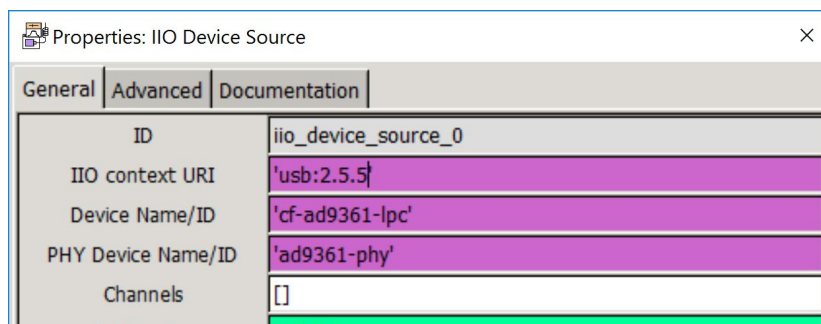 Properties: IIO Device Source
General Advanced Documentation
ID iio_device_source_0
IIO context URI 'usb:2.5.5'
Device Name/ID 'cf-ad9361-lpc'
PHY Device Name/ID 'ad9361-phy'
Channels []